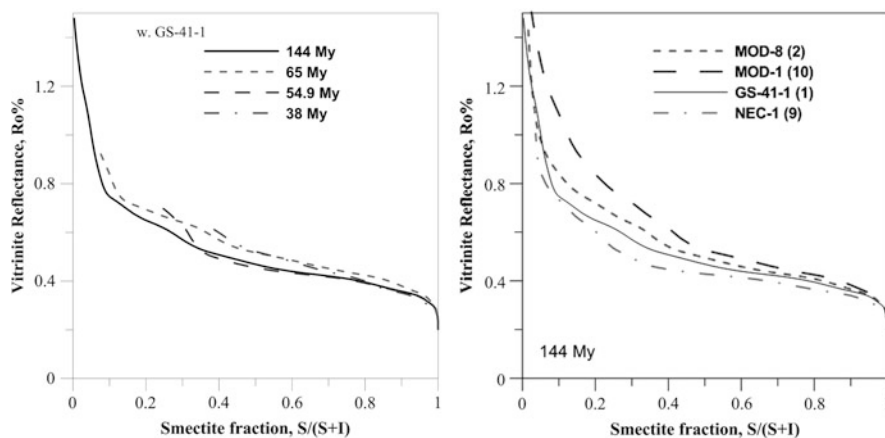 w. GS-41-1
144 My
65 My
54.9 My
38 My
Vitrinite Reflectance, Ro%
1.2
0.8
0.4
0
0
0.2
0.4
0.6
0.8
1
Smectite fraction, S/(S+I)
MOD-8 (2)
MOD-1 (10)
GS-41-1 (1)
NEC-1 (9)
Vitrinite Reflectance, Ro%
1.2
0.8
0.4
0
144 My
0
0.2
0.4
0.6
0.8
Smectite fraction, S/(S+I)